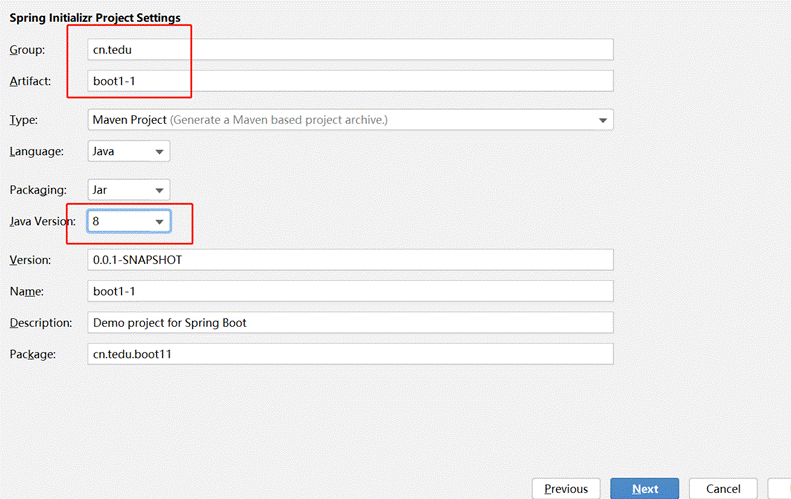 Spring Initializr Project Settings
Group: cn.tedu
Artifact: boot1-1
Type: Maven Project (Generate a Maven based project archive.)
Language: Java
Packaging: Jar
Java Version: 8
Version: 0.0.1-SNAPSHOT
Name: boot1-1
Description: Demo project for Spring Boot
Package: cn.tedu.boot11
Previous Next Cancel